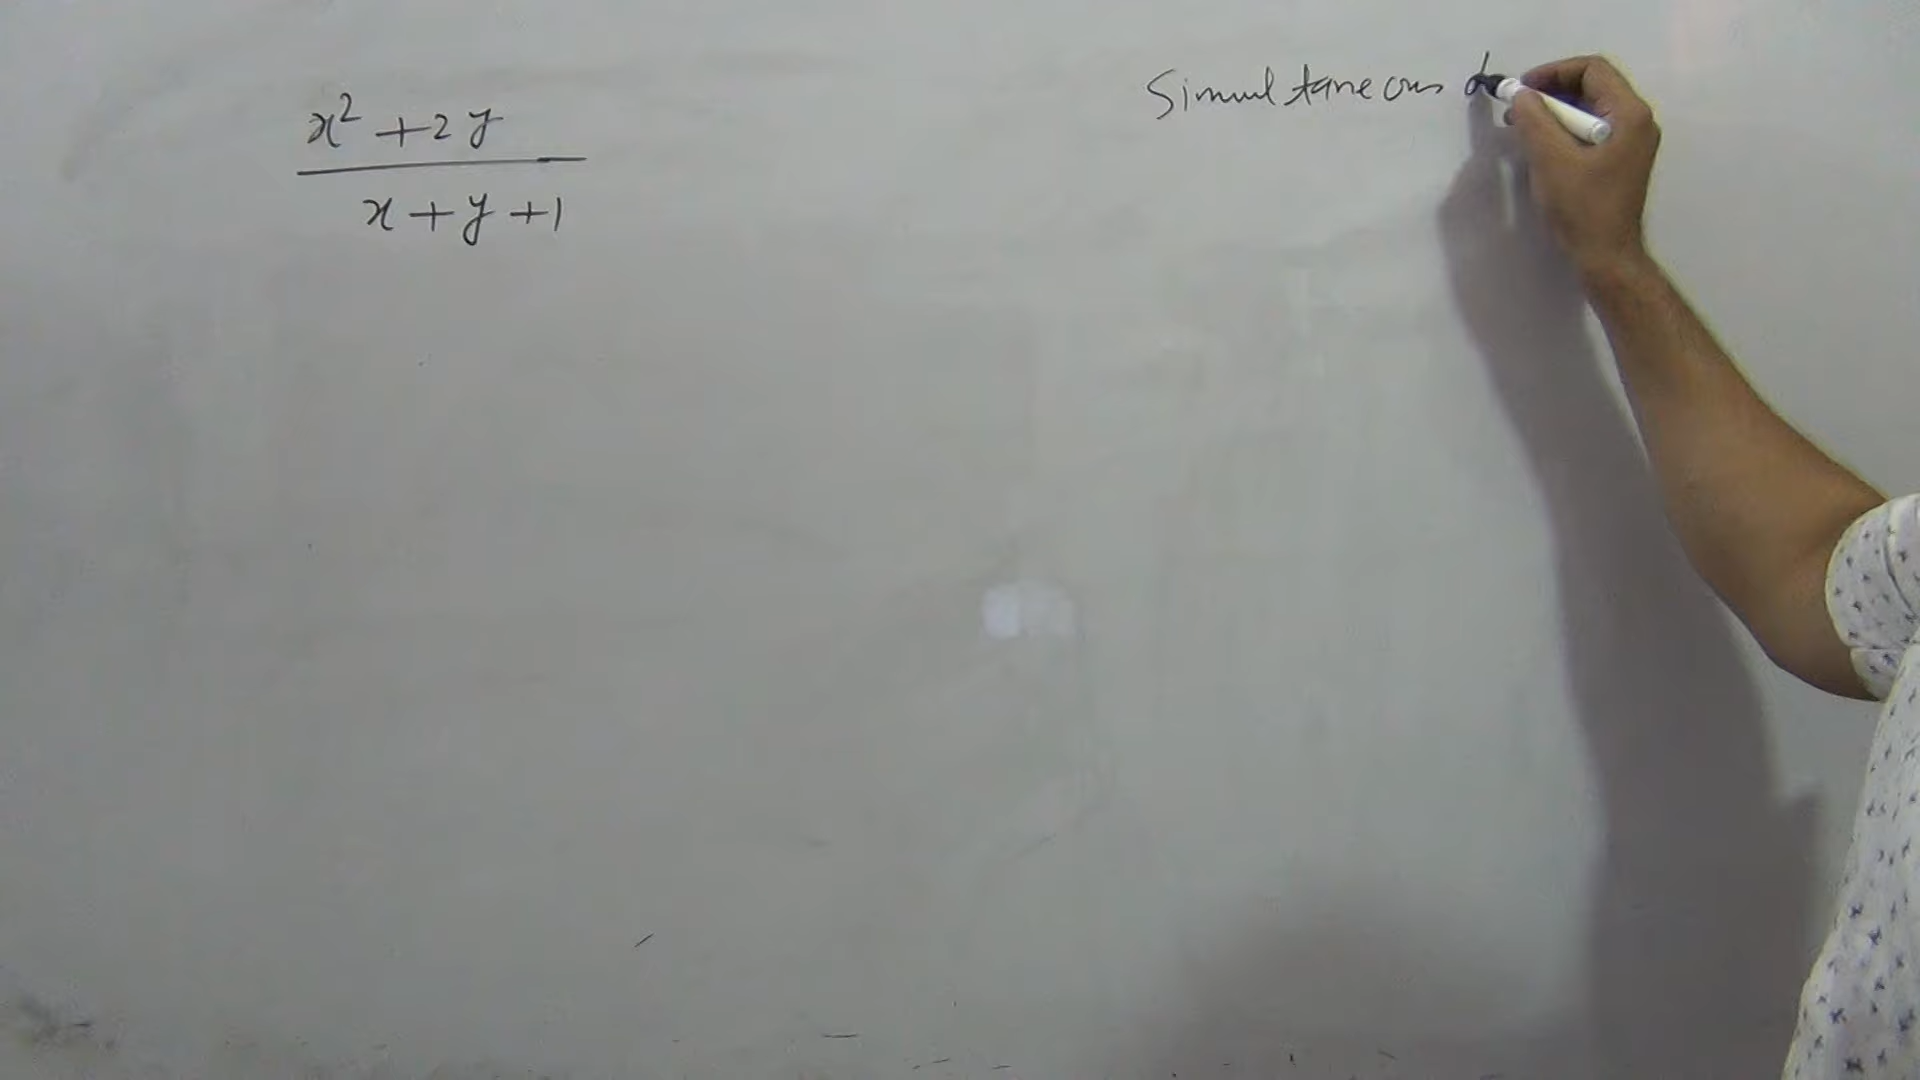 x² + 2y
x + y + 1
Simultaneous